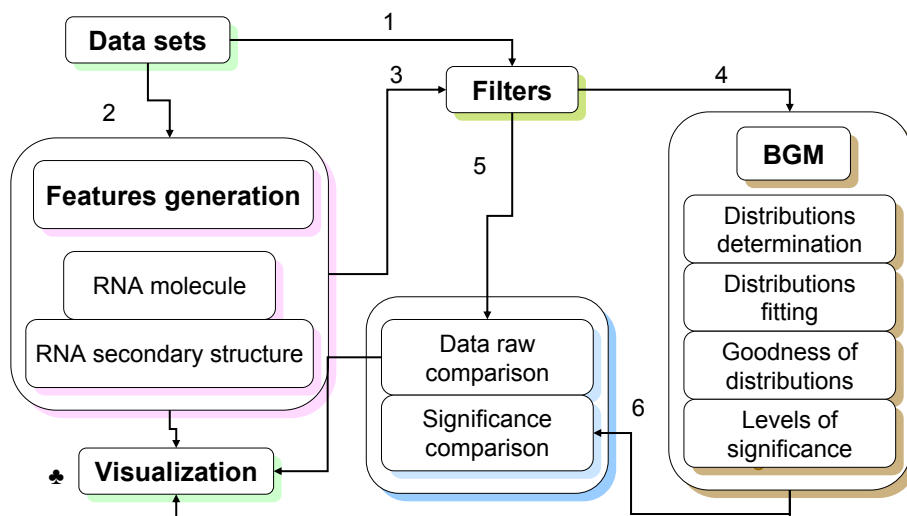 Data sets
1
2
3
Filters
4
5
BGM
Features generation
RNA molecule
RNA secondary structure
Distributions
determination
Distributions
fitting
Goodness of
distributions
Levels of
significance
Data raw
comparison
Significance
comparison
6
♣
Visualization